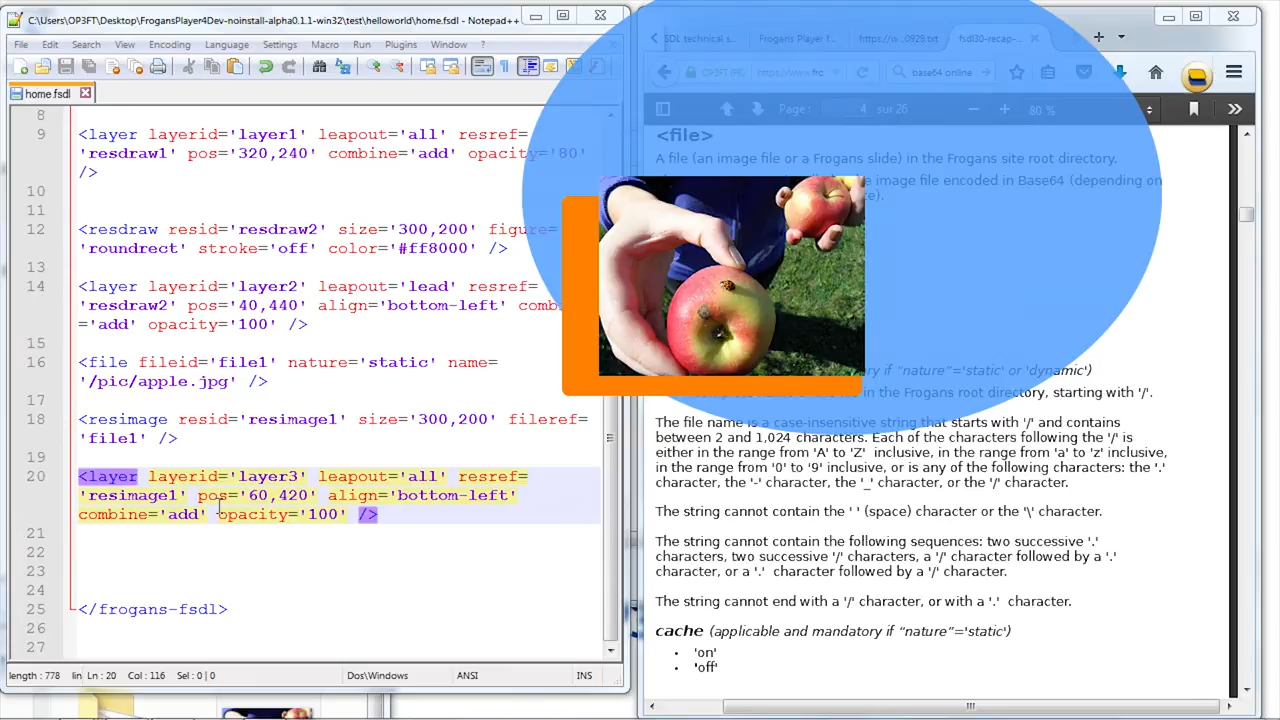 C:\Users\OP3FT\Desktop\FrogansPlayer4Dev-noinstall-alpha0.1.1-win32\test\helloworld\home.fsdl - Notepad++
File Edit Search View Encoding Language Settings Macro Run Plugins Window ?
home.fsdl
8
9 <layer layerid='layer1' leapout='all' resref=
'resdraw1' pos='320,240' combine='add' opacity='80'
/>
10
11
12 <resdraw resid='resdraw2' size='300,200' figure=
'roundrect' stroke='off' color='#ff8000' />
13
14 <layer layerid='layer2' leapout='lead' resref=
'resdraw2' pos='40,440' align='bottom-left' comb
='add' opacity='100' />
15
16 <file fileid='file1' nature='static' name=
'/pic/apple.jpg' />
17
18 <resimage resid='resimage1' size='300,200' fileref=
'file1' />
19
20 <layer layerid='layer3' leapout='all' resref=
'resimage1' pos='60,420' align='bottom-left'
combine='add' opacity='100' />
21
22
23
24
25 </frogans-fsdl>
26
27
length : 778 lin Ln : 20 Col : 116 Sel : 0 | 0 Dos\Windows ANSI INS
SDL technical s... Frogans Player f... https://w...0929.txt fsdl30-recap-...
OP3FT (FR) https://www.frc base64 online
Page : 4 sur 26 80 %
<file>
A file (an image file or a Frogans slide) in the Frogans site root directory.
e image file encoded in Base64 (depending on
ce).
ry if "nature"='static' or 'dynamic')
in the Frogans root directory, starting with '/'.
The file name is a case-insensitive string that starts with '/' and contains
between 2 and 1,024 characters. Each of the characters following the '/' is
either in the range from 'A' to 'Z' inclusive, in the range from 'a' to 'z' inclusive,
in the range from '0' to '9' inclusive, or is any of the following characters: the '.'
character, the '-' character, the '_' character, or the '/' character.
The string cannot contain the ' ' (space) character or the '\' character.
The string cannot contain the following sequences: two successive '.'
characters, two successive '/' characters, a '/' character followed by a '.'
character, or a '.' character followed by a '/' character.
The string cannot end with a '/' character, or with a '.' character.
cache (applicable and mandatory if "nature"='static')
• 'on'
• 'off'